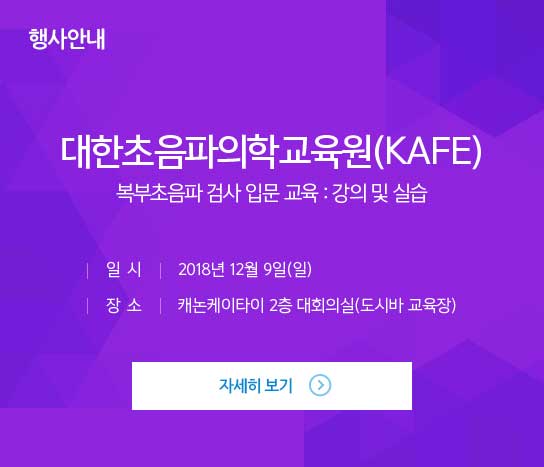 행사안내
대한초음파의학교육원(KAFE)
복부초음파 검사 입문 교육 : 강의 및 실습
| 일 시 | 2018년 12월 9일(일)
| 장 소 | 캐논케이타이 2층 대회의실(도시바 교육장)
자세히 보기